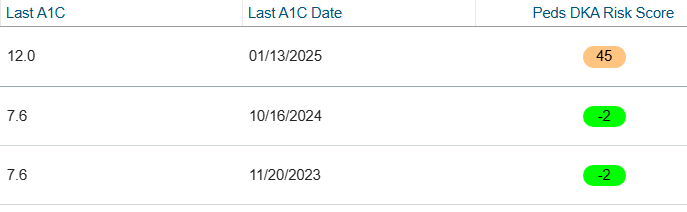 Last A1C Last A1C Date Peds DKA Risk Score
12.0 01/13/2025 45
7.6 10/16/2024 -2
7.6 11/20/2023 -2